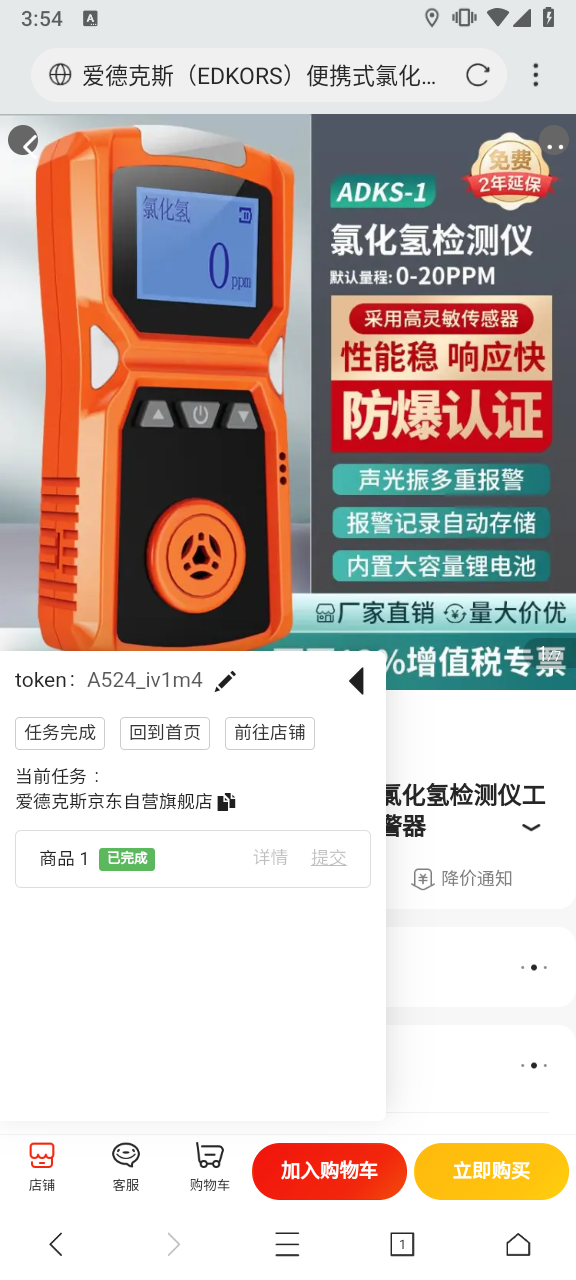 3:54
A
爱德克斯（EDKORS）便携式氯化...
免费
2年延保
ADKS-1
氯化氢检测仪
默认量程:0-20PPM
氯化氢
0 ppm
采用高灵敏传感器
性能稳 响应快
防爆认证
声光振多重报警
报警记录自动存储
内置大容量锂电池
厂家直销 量大价优
%增值税专票
1/7
token： A524_iv1m4
任务完成 回到首页 前往店铺
当前任务：
爱德克斯京东自营旗舰店
商品 1 已完成 详情 提交
氯化氢检测仪工
警器
降价通知
店铺 客服 购物车 加入购物车 立即购买
1